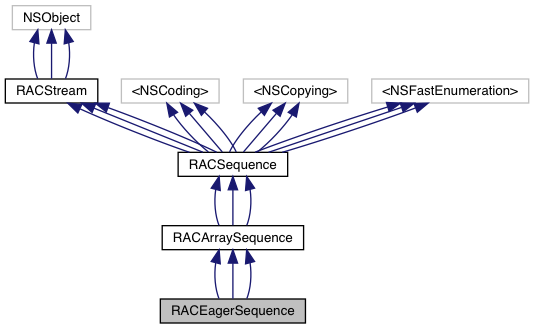 NSObject
RACStream
<NSCoding>
<NSCopying>
<NSFastEnumeration>
RACSequence
RACArraySequence
RACEagerSequence